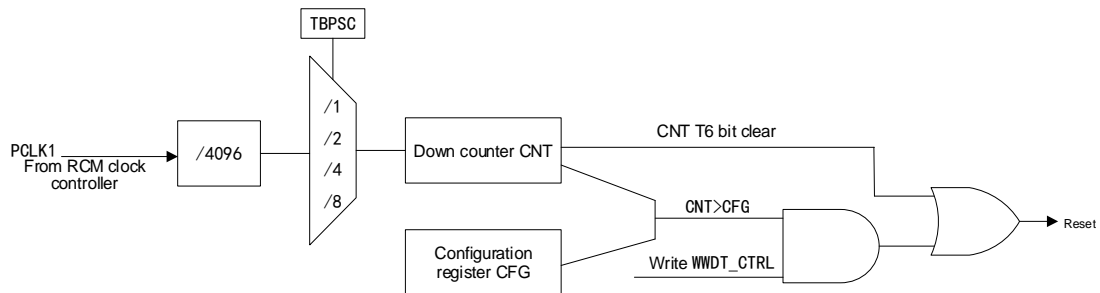 TBPSC
/1
/2
/4
/8
PCLK1
From RCM clock
controller
/4096
Down counter CNT
CNT T6 bit clear
CNT>CFG
Configuration
register CFG
Write WWDT_CTRL
Reset